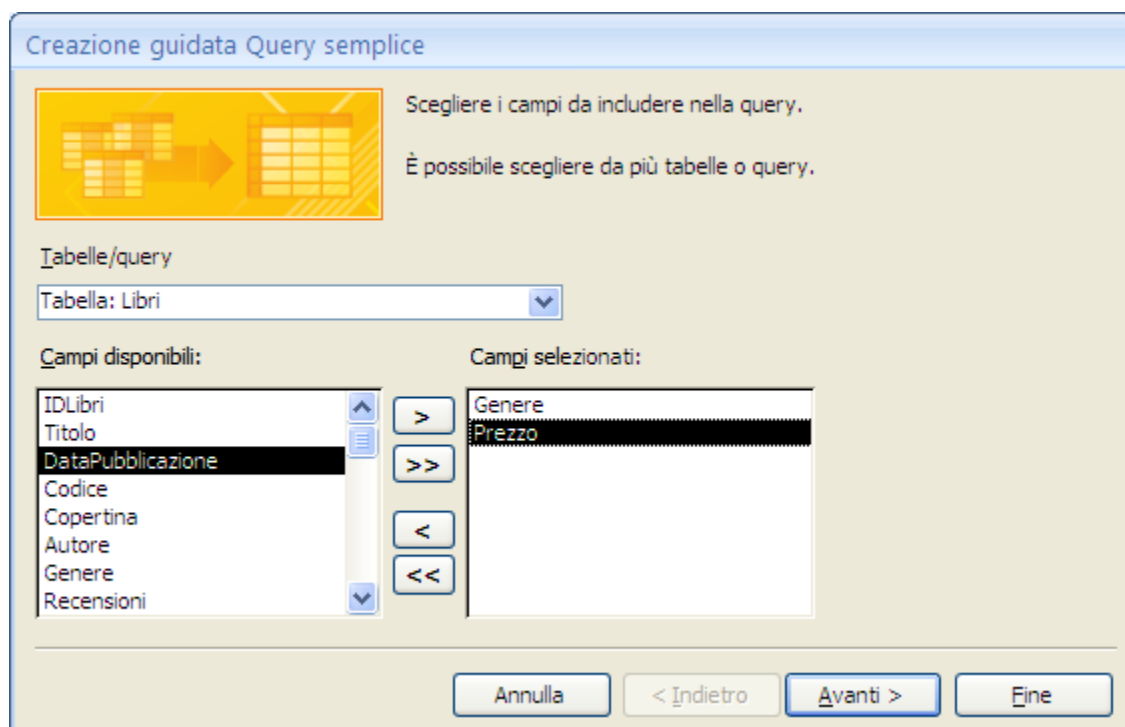 Creazione guidata Query semplice
Scegliere i campi da includere nella query.
È possibile scegliere da più tabelle o query.
Tabelle/query
Tabella: Libri
Campi disponibili:
Campi selezionati:
IDLibri
Titolo
DataPubblicazione
Codice
Copertina
Autore
Genere
Recensioni
>
>>
<
<<
Genere
Prezzo
Annulla
< Indietro
Avanti >
Fine